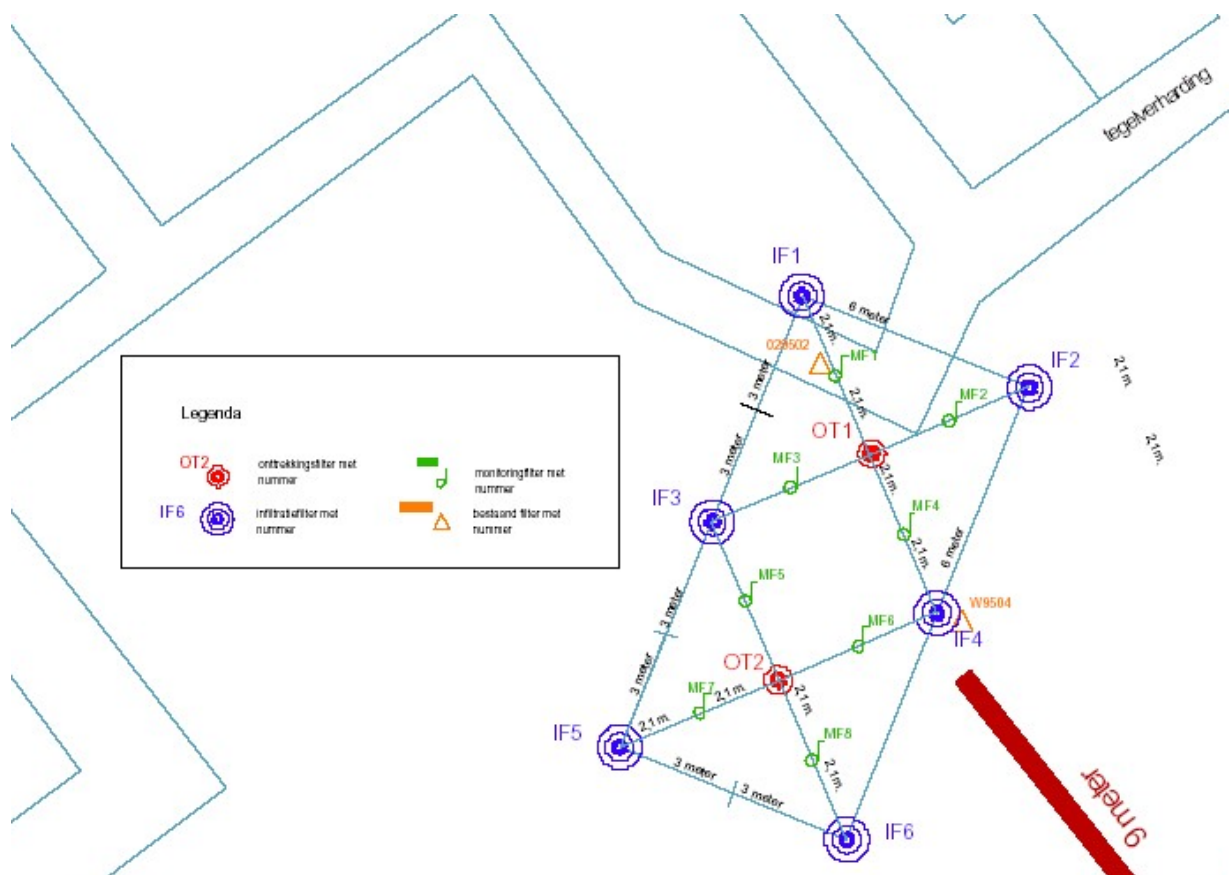 tegelverharding
IF1
6 meter
2,1 m.
029502
MF1
IF2
2,1 m.
3 meter
2,1 m.
MF2
OT1
2,1 m.
3 meter
MF3
2,1 m.
IF3
MF4
2,1 m.
6 meter
MF5
W9504
3 meter
MF6
IF4
OT2
3 meter
MF7
2,1 m.
2,1 m.
2,1 m.
IF5
MF8
3 meter
2,1 m.
3 meter
IF6
9 meter
Legenda
OT2
onttrekkingsfilter met
nummer
monitoringfilter met
nummer
IF6
infiltratiefilter met
nummer
bestaand filter met
nummer